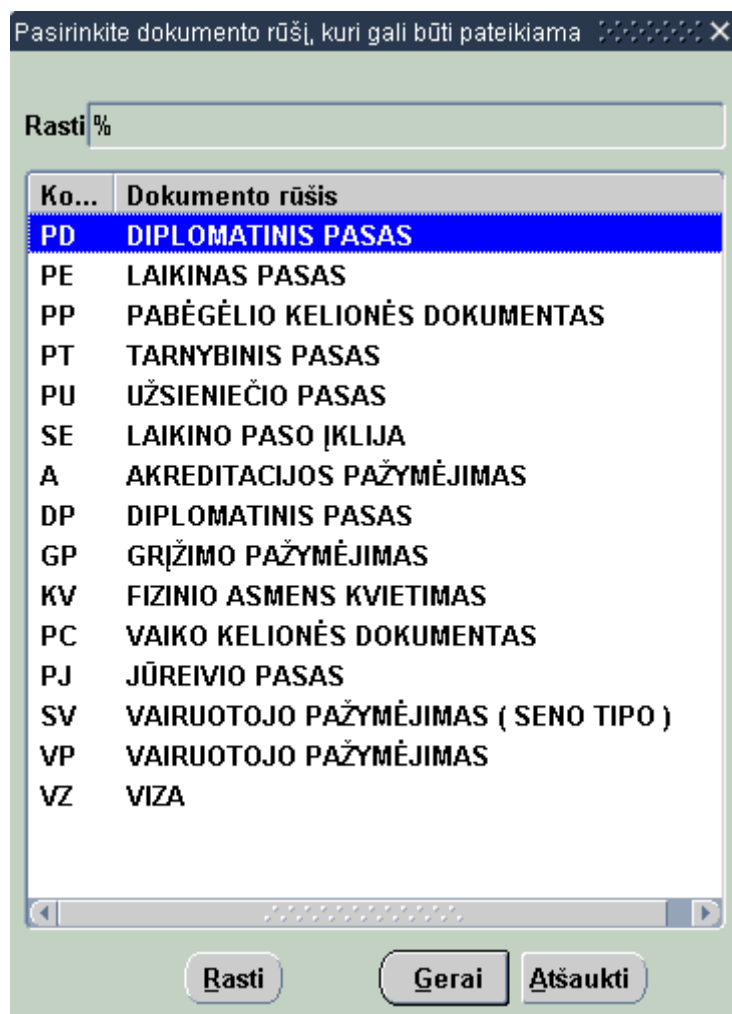 Pasirinkite dokumento rūšį, kuri gali būti pateikiama
Rasti %
Ko... Dokumento rūšis
PD DIPLOMATINIS PASAS
PE LAIKINAS PASAS
PP PABĖGĖLIO KELIONĖS DOKUMENTAS
PT TARNYBINIS PASAS
PU UŽSIENIEČIO PASAS
SE LAIKINO PASO ĮKLIJA
A AKREDITACIJOS PAŽYMĖJIMAS
DP DIPLOMATINIS PASAS
GP GRĮŽIMO PAŽYMĖJIMAS
KV FIZINIO ASMENS KVIETIMAS
PC VAIKO KELIONĖS DOKUMENTAS
PJ JŪREIVIO PASAS
SV VAIRUOTOJO PAŽYMĖJIMAS ( SENO TIPO )
VP VAIRUOTOJO PAŽYMĖJIMAS
VZ VIZA
Rasti Gerai Atšaukti